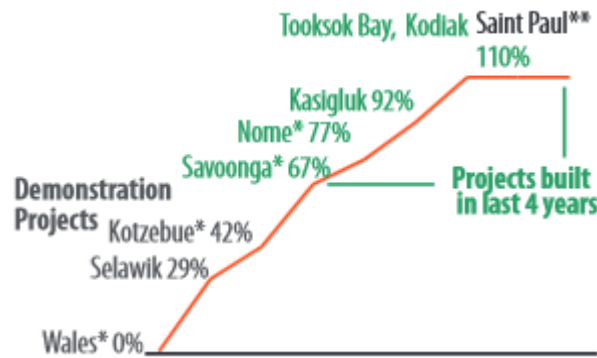 Tooksok Bay, Kodiak Saint Paul**
110%
Kasigluk 92%
Nome* 77%
Savoonga* 67%
Projects built
in last 4 years
Demonstration
Projects
Kotzebue* 42%
Selawik 29%
Wales* 0%